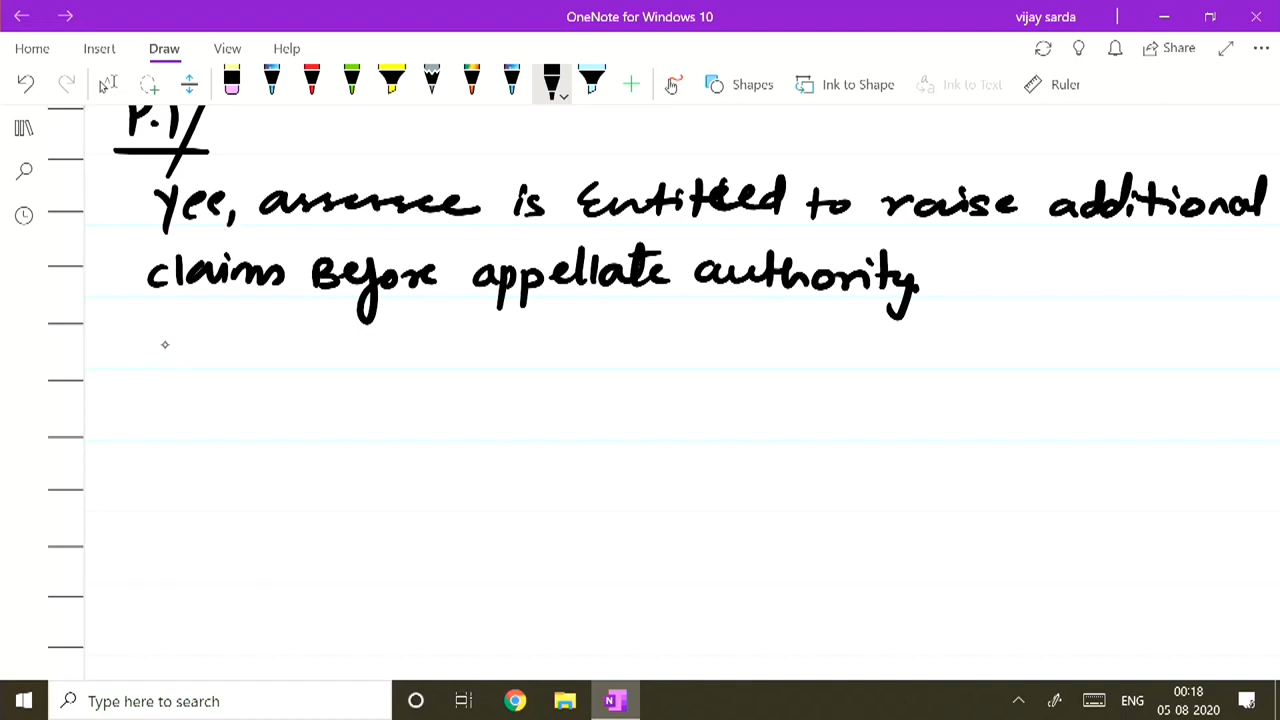 OneNote for Windows 10
vijay sarda
Home Insert Draw View Help
Share
Shapes
Ink to Shape
Ink to Text
Ruler
P.1/
yes, assessee is Entitled to raise additional
claims Before appellate authority.
Type here to search
ENG
00:18
05-08-2020